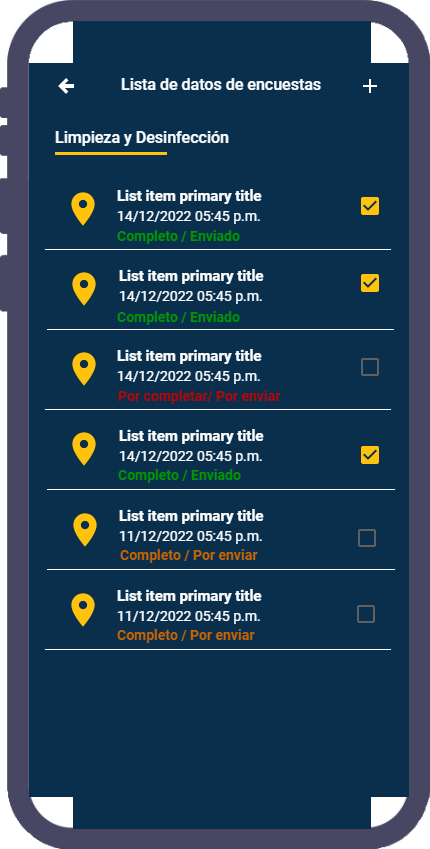 Lista de datos de encuestas
Limpieza y Desinfección
List item primary title
14/12/2022 05:45 p.m.
Completo / Enviado
List item primary title
14/12/2022 05:45 p.m.
Completo / Enviado
List item primary title
14/12/2022 05:45 p.m.
Por completar/ Por enviar
List item primary title
14/12/2022 05:45 p.m.
Completo / Enviado
List item primary title
11/12/2022 05:45 p.m.
Completo / Por enviar
List item primary title
11/12/2022 05:45 p.m.
Completo / Por enviar